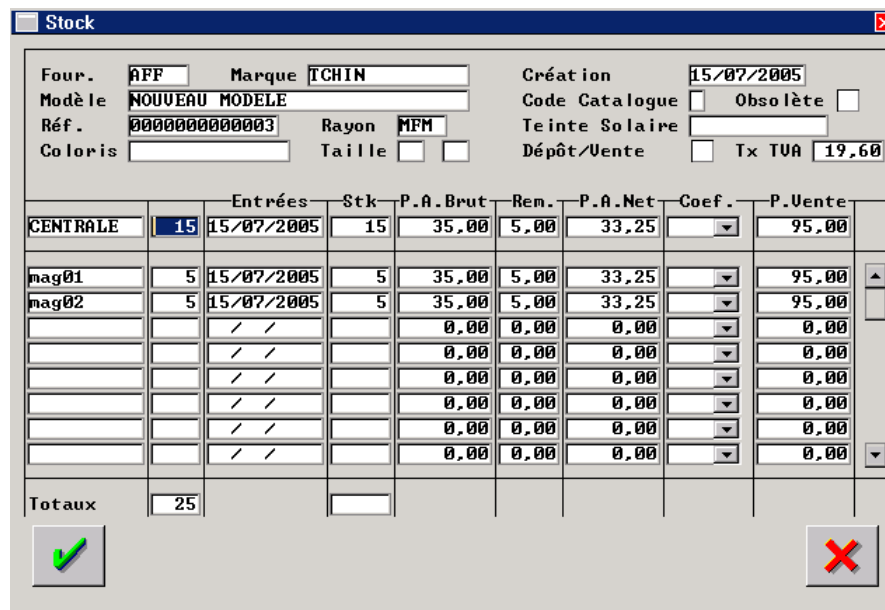 Stock
Four. AFF Marque TCHIN Création 15/07/2005
Modèle NOUVEAU MODELE Code Catalogue Obsolète
Réf. 0000000000003 Rayon MFM Teinte Solaire
Coloris Taille Dépôt/Vente Tx TVA 19,60
Entrées Stk P.A.Brut Rem. P.A.Net Coef. P.Vente
CENTRALE 15 15/07/2005 15 35,00 5,00 33,25 95,00
mag01 5 15/07/2005 5 35,00 5,00 33,25 95,00
mag02 5 15/07/2005 5 35,00 5,00 33,25 95,00
/ / 0,00 0,00 0,00 0,00
/ / 0,00 0,00 0,00 0,00
/ / 0,00 0,00 0,00 0,00
/ / 0,00 0,00 0,00 0,00
/ / 0,00 0,00 0,00 0,00
/ / 0,00 0,00 0,00 0,00
Totaux 25